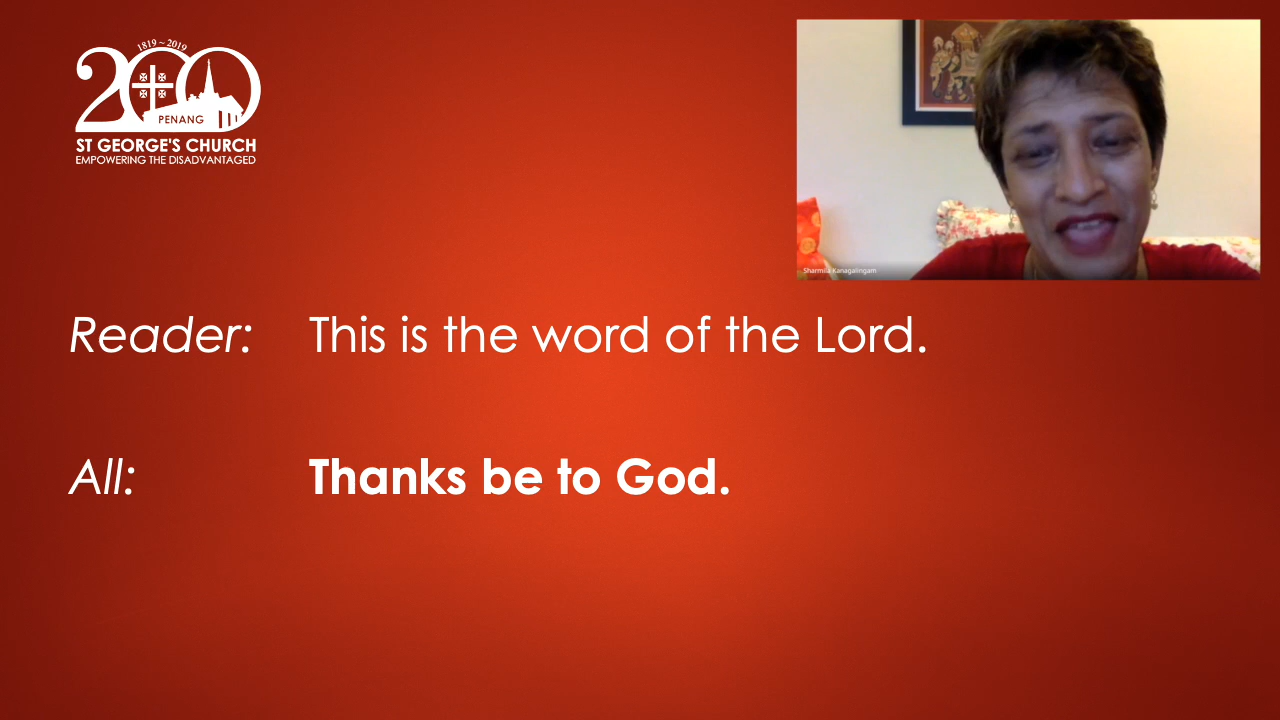 1819 ~ 2019
200
PENANG
ST GEORGE'S CHURCH
EMPOWERING THE DISADVANTAGED
Sharmila Kanagalingam
Reader: This is the word of the Lord.
All: Thanks be to God.